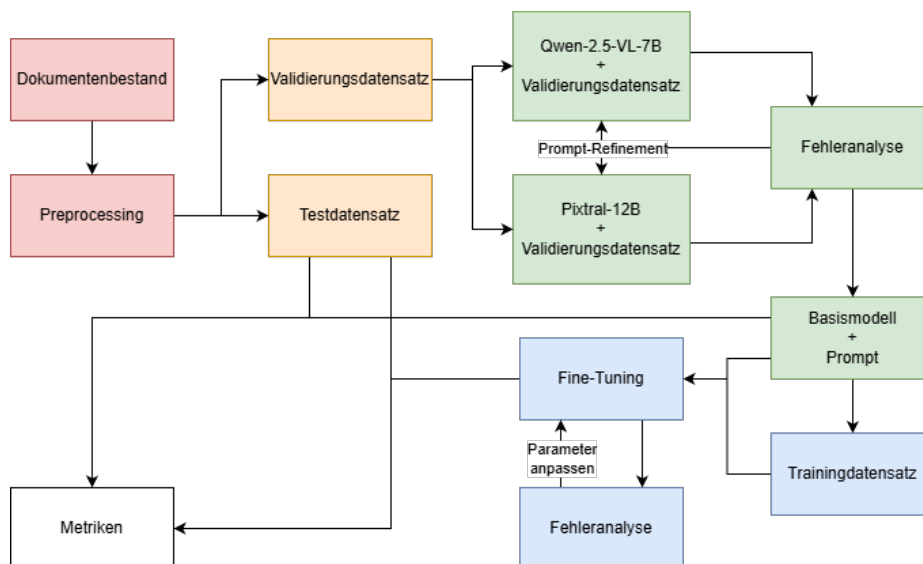 Dokumentenbestand
Validierungsdatensatz
Qwen-2.5-VL-7B
+
Validierungsdatensatz
Prompt-Refinement
Fehleranalyse
Preprocessing
Testdatensatz
Pixtral-12B
+
Validierungsdatensatz
Basismodell
+
Prompt
Fine-Tuning
Parameter
anpassen
Trainingdatensatz
Metriken
Fehleranalyse